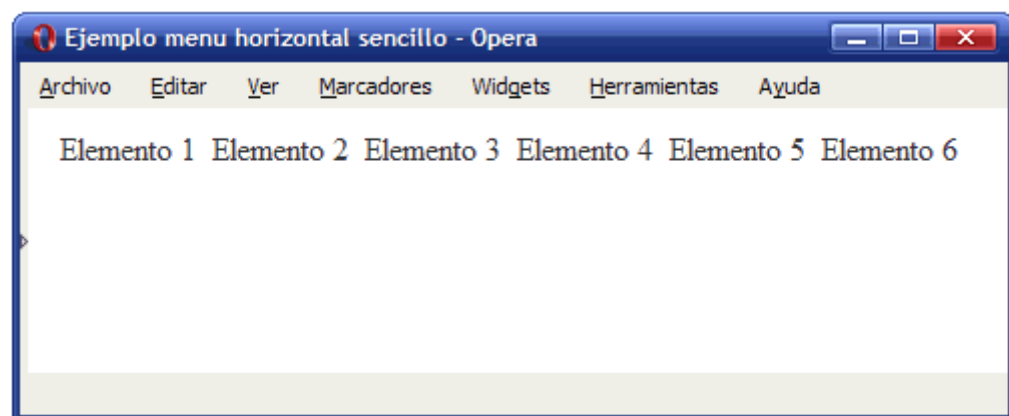 Ejemplo menu horizontal sencillo - Opera
Archivo Editar Ver Marcadores Widgets Herramientas Ayuda
Elemento 1 Elemento 2 Elemento 3 Elemento 4 Elemento 5 Elemento 6